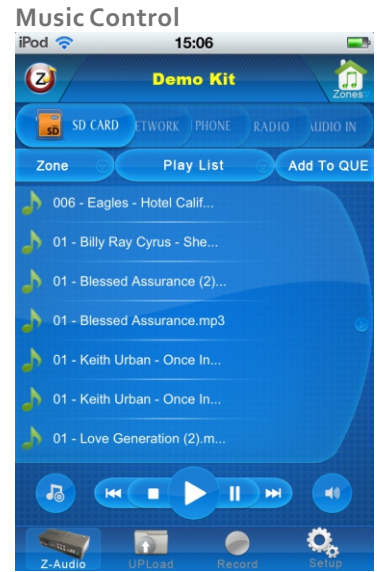 Music Control
iPod 15:06
Z Demo Kit
Zones
SD SD CARD ETWORK PHONE RADIO AUDIO IN
Zone Play List Add To QUE
006 - Eagles - Hotel Calif...
01 - Billy Ray Cyrus - She...
01 - Blessed Assurance (2)...
01 - Blessed Assurance.mp3
01 - Keith Urban - Once In...
01 - Keith Urban - Once In...
01 - Love Generation (2).m...
Z-Audio UPLoad Record Setup